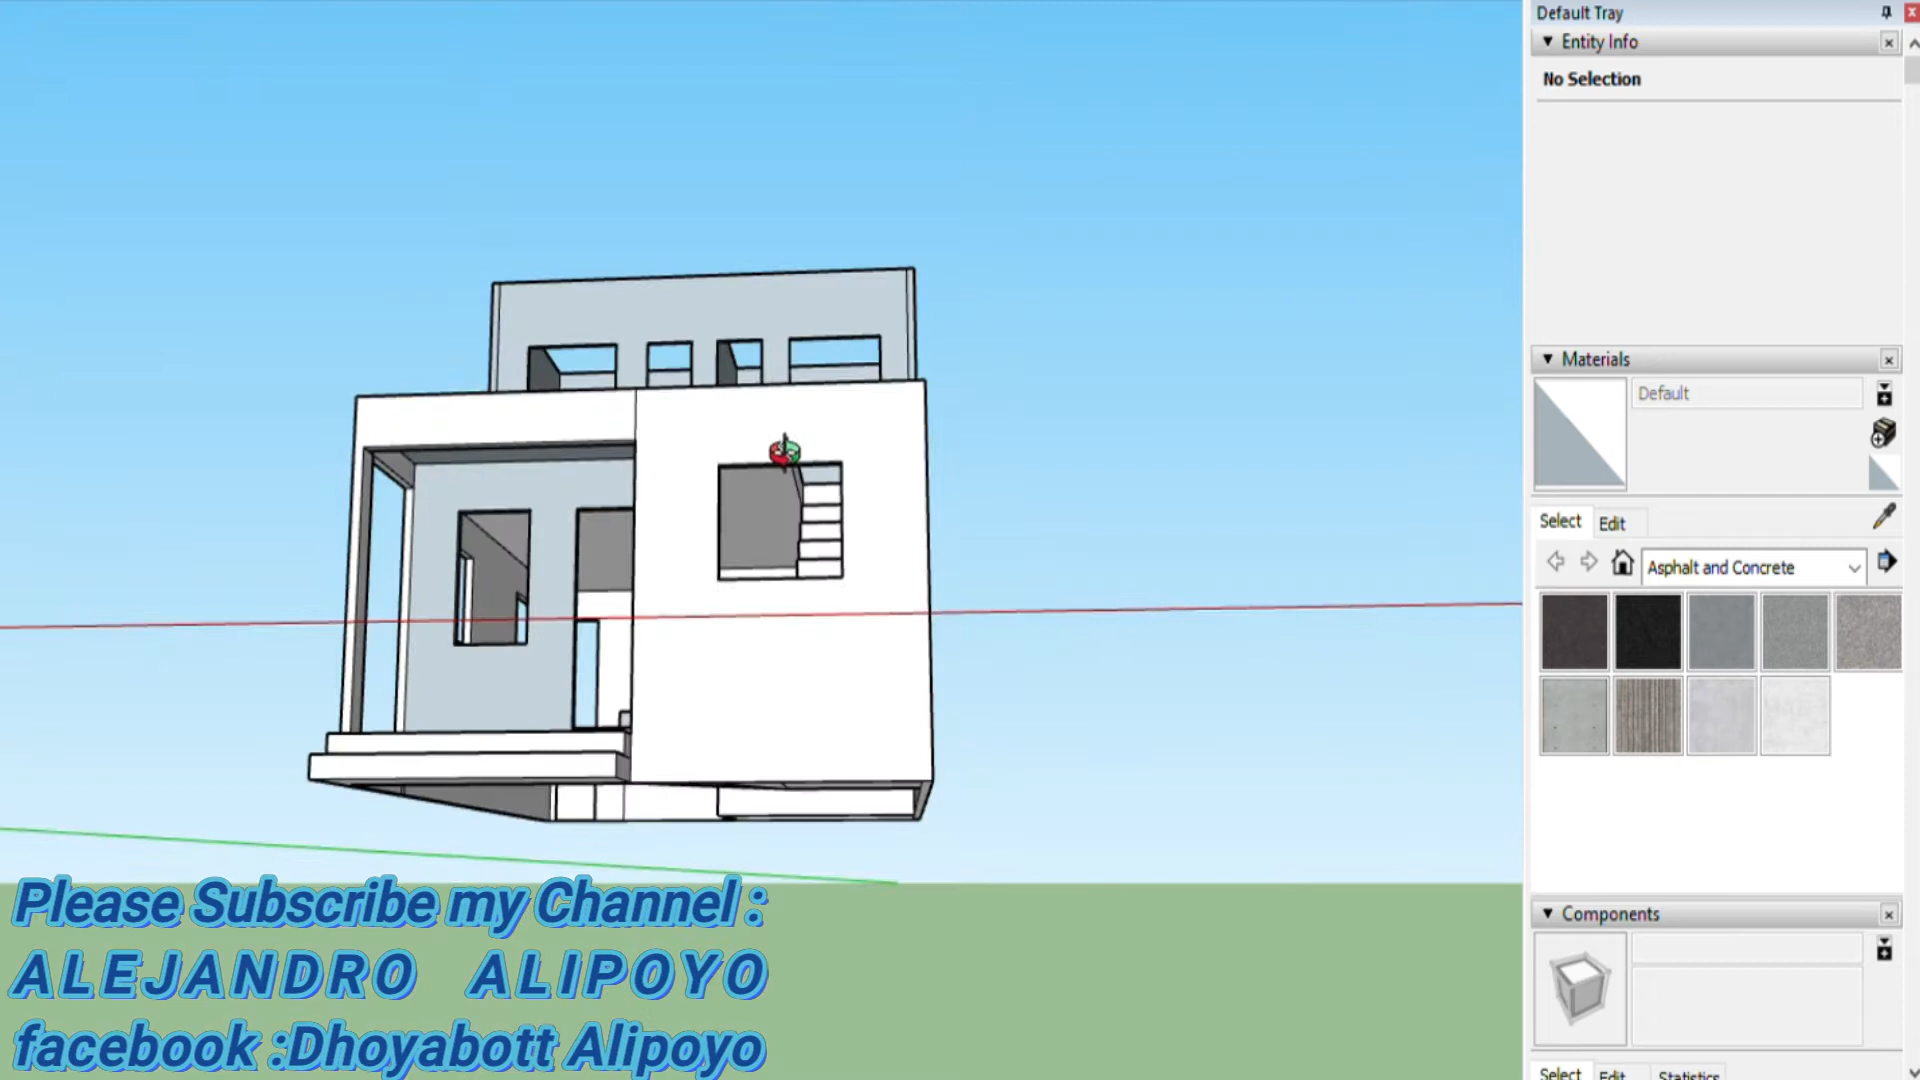 Default Tray
Entity Info
No Selection
Materials
Default
Select Edit
Asphalt and Concrete
Components
Select Edit Statistics
Please Subscribe my Channel :
ALEJANDRO ALIPOYO
facebook :Dhoyabott Alipoyo